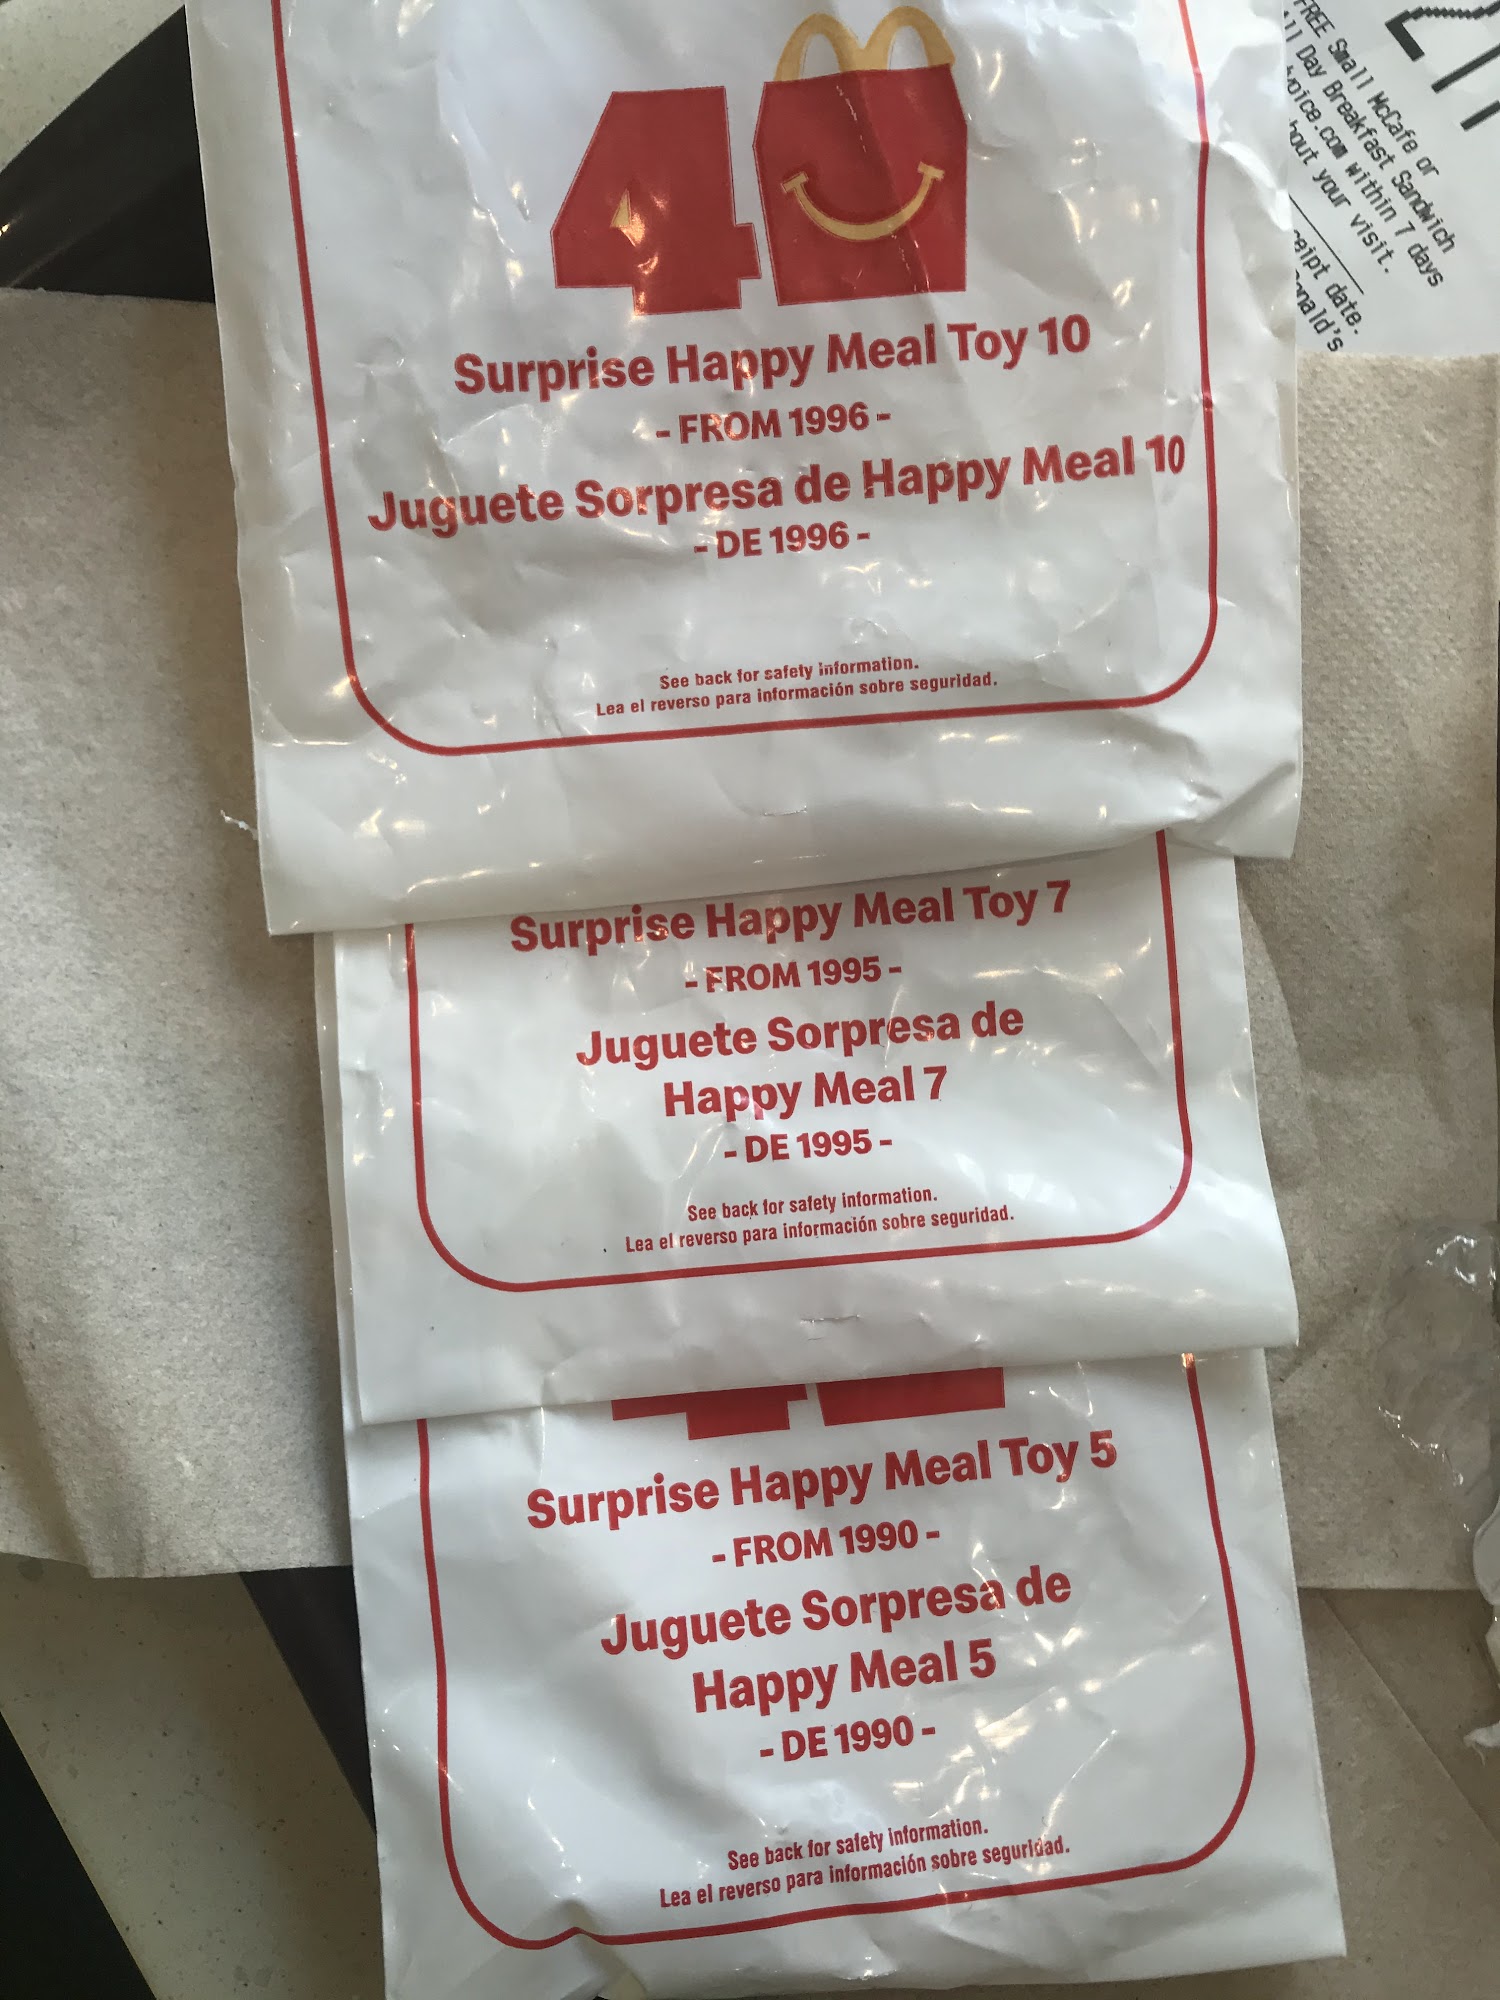 40
Surprise Happy Meal Toy 10
- FROM 1996 -
Juguete Sorpresa de Happy Meal 10
- DE 1996 -
See back for safety information.
Lea el reverso para información sobre seguridad.
Surprise Happy Meal Toy 7
- FROM 1995 -
Juguete Sorpresa de
Happy Meal 7
- DE 1995 -
See back for safety information.
Lea el reverso para información sobre seguridad.
Surprise Happy Meal Toy 5
- FROM 1990 -
Juguete Sorpresa de
Happy Meal 5
- DE 1990 -
See back for safety information.
Lea el reverso para información sobre seguridad.
FREE Small McCafe or
All Day Breakfast Sandwich
voice.com within 7 days
your visit.
date.